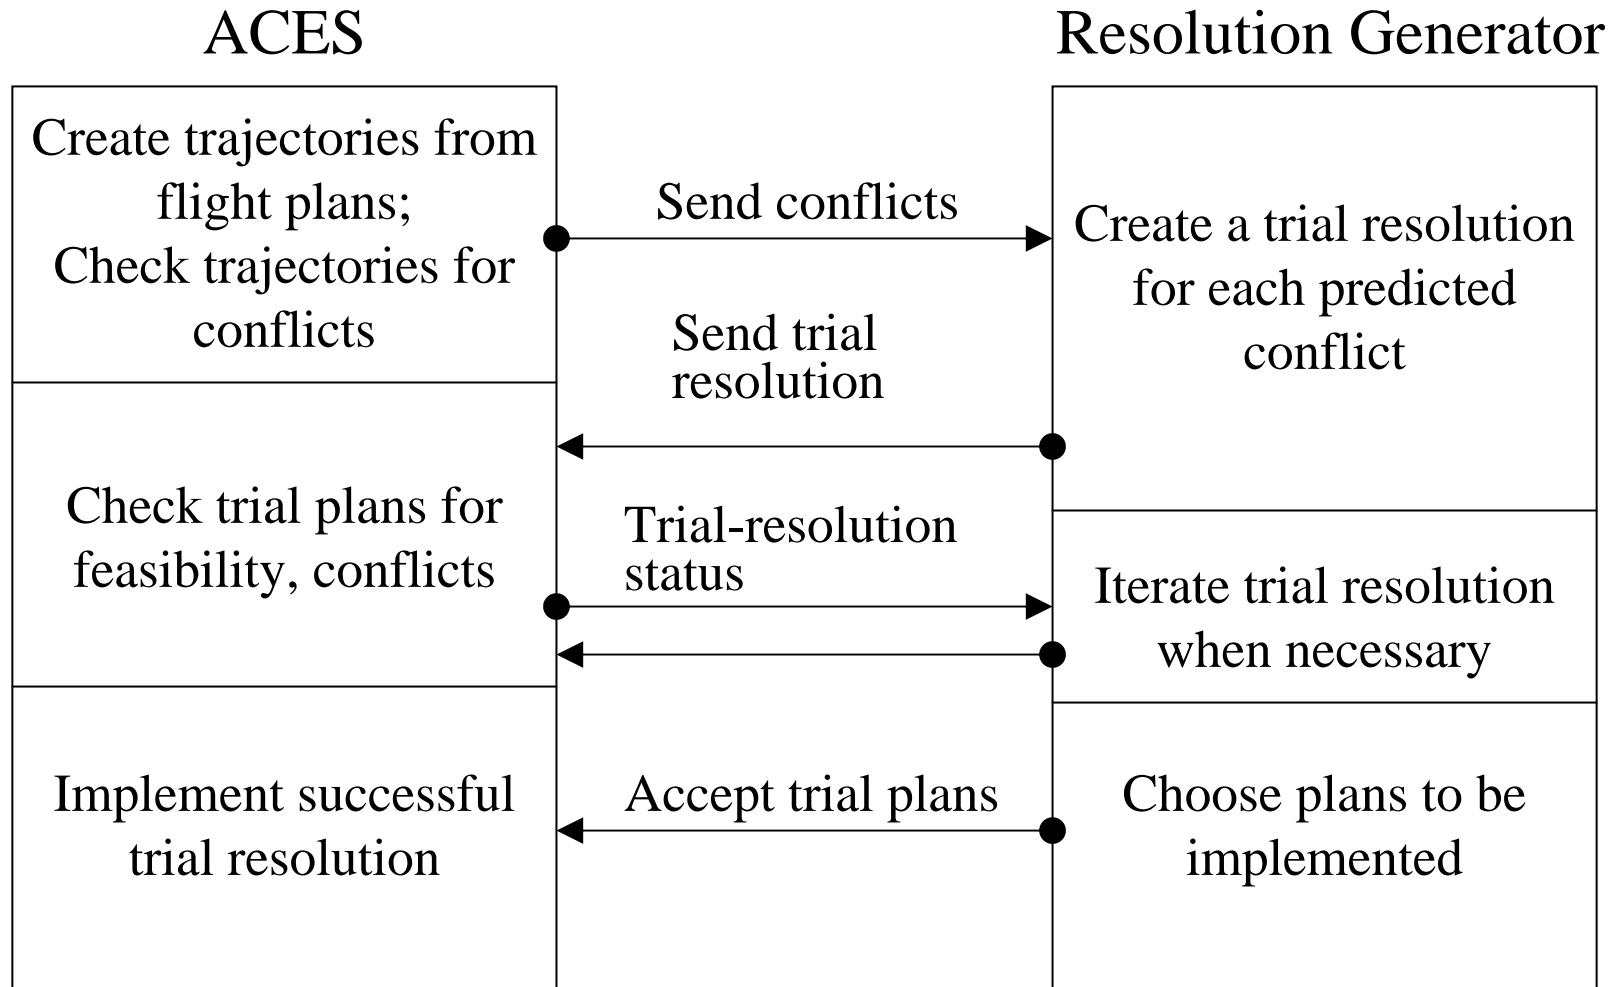 ACES
Resolution Generator
Create trajectories from
flight plans;
Check trajectories for
conflicts
Send conflicts
Create a trial resolution
for each predicted
conflict
Send trial
resolution
Check trial plans for
feasibility, conflicts
Trial-resolution
status
Iterate trial resolution
when necessary
Implement successful
trial resolution
Accept trial plans
Choose plans to be
implemented